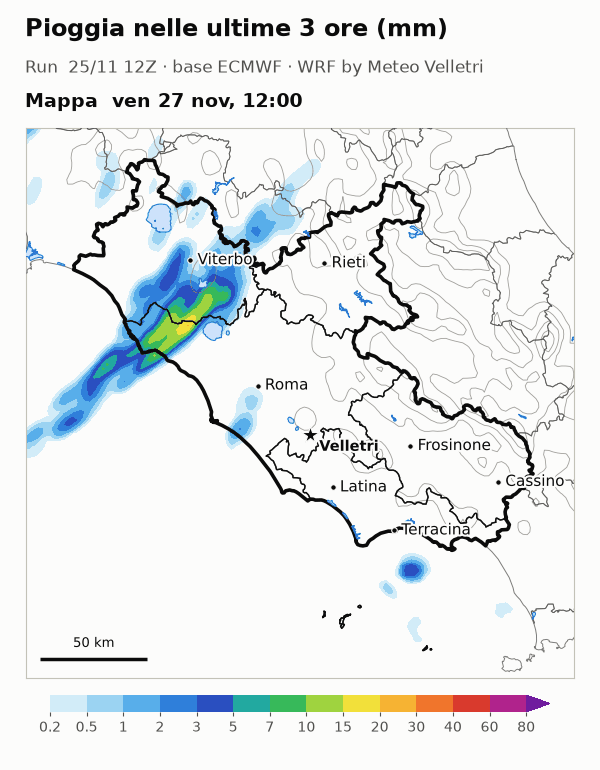 Pioggia nelle ultime 3 ore (mm)
Run  25/11 12Z · base ECMWF · WRF by Meteo Velletri
Mappa  ven 27 nov, 12:00
Viterbo
Rieti
Roma
Velletri
Frosinone
Latina
Cassino
Terracina
50 km
0.2 0.5 1 2 3 5 7 10 15 20 30 40 60 80